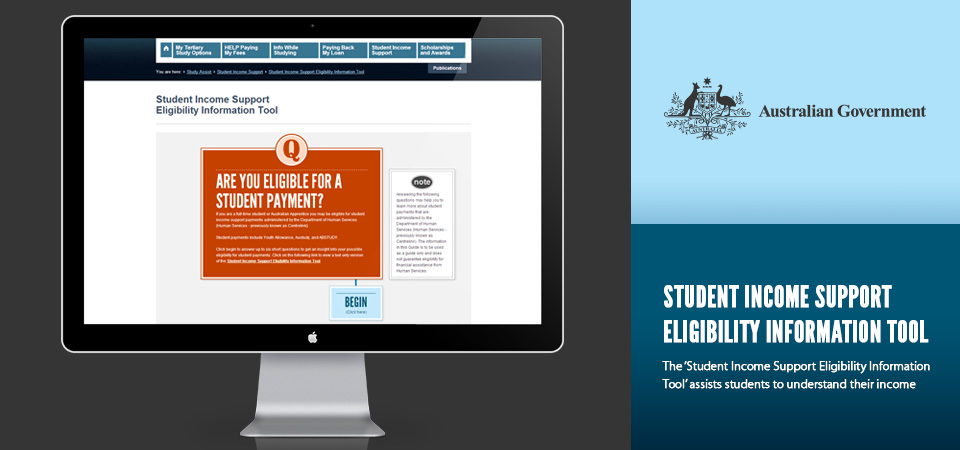 My Tertiary
Study Options
HELP Paying
My Fees
Info While
Studying
Paying Back
My Loan
Student Income
Support
Scholarships
and Awards
Publications
You are here: • Study Assist • Student Income Support • Student Income Support Eligibility Information Tool
Student Income Support
Eligibility Information Tool
Q
ARE YOU ELIGIBLE FOR A
STUDENT PAYMENT?
If you are a full-time student or Australian Apprentice you may be eligible for student
income support payments administered by the Department of Human Services
(Human Services - previously known as Centrelink).
Student payments include Youth Allowance, Austudy, and ABSTUDY.
Click begin to answer up to six short questions to get an insight into your possible
eligibility for student payments. Click on the following link to view a text only version
of the Student Income Support Eligibility Information Tool
note
Answering the following
questions may help you to
learn more about student
payments that are
administered by the
Department of Human
Services (Human Services -
previously known as
Centrelink). The information
in this Guide is to be used
as a guide only and does
not guarantee eligibility for
financial assistance from
Human Services.
BEGIN
(Click here)
AUSTRALIA
Australian Government
STUDENT INCOME SUPPORT
ELIGIBILITY INFORMATION TOOL
The 'Student Income Support Eligibility Information
Tool' assists students to understand their income